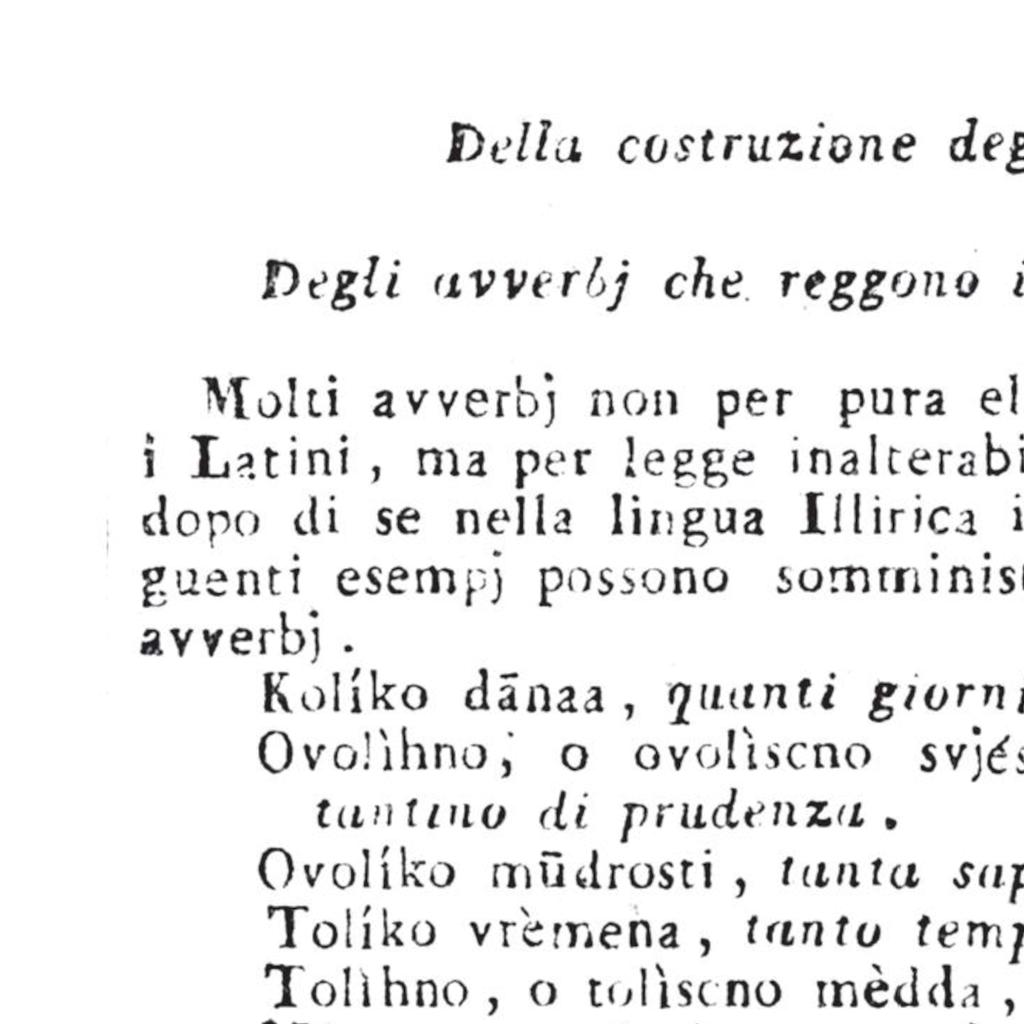 Della costruzione deg
Degli avverbj che reggono i
Molti avverbj non per pura el
i Latini, ma per legge inalterabi
dopo di se nella lingua Illirica i
guenti esempj possono somminist
avverbj.
Kolíko dānaa, quanti giorni
Ovolìhno, o ovolìscno svjés
tantino di prudenza.
Ovolíko mūdrosti, tanta sap
Tolíko vrèmena, tanto temp
Tolìhno, o tolìscno mèdda,